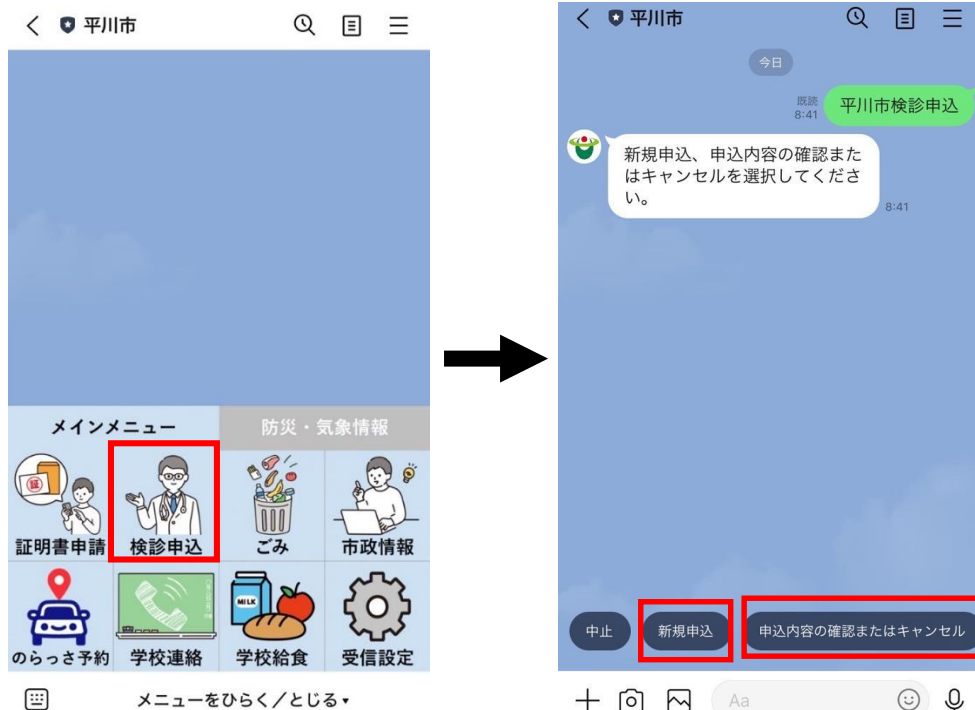 平川市
メインメニュー
防災・気象情報
証
証明書申請
検診申込
ごみ
市政情報
MILK
のらっさ予約
学校連絡
学校給食
受信設定
メニューをひらく／とじる▾
平川市
今日
既読
8:41
平川市検診申込
新規申込、申込内容の確認また
はキャンセルを選択してくださ
い。
8:41
中止
新規申込
申込内容の確認またはキャンセル
Aa